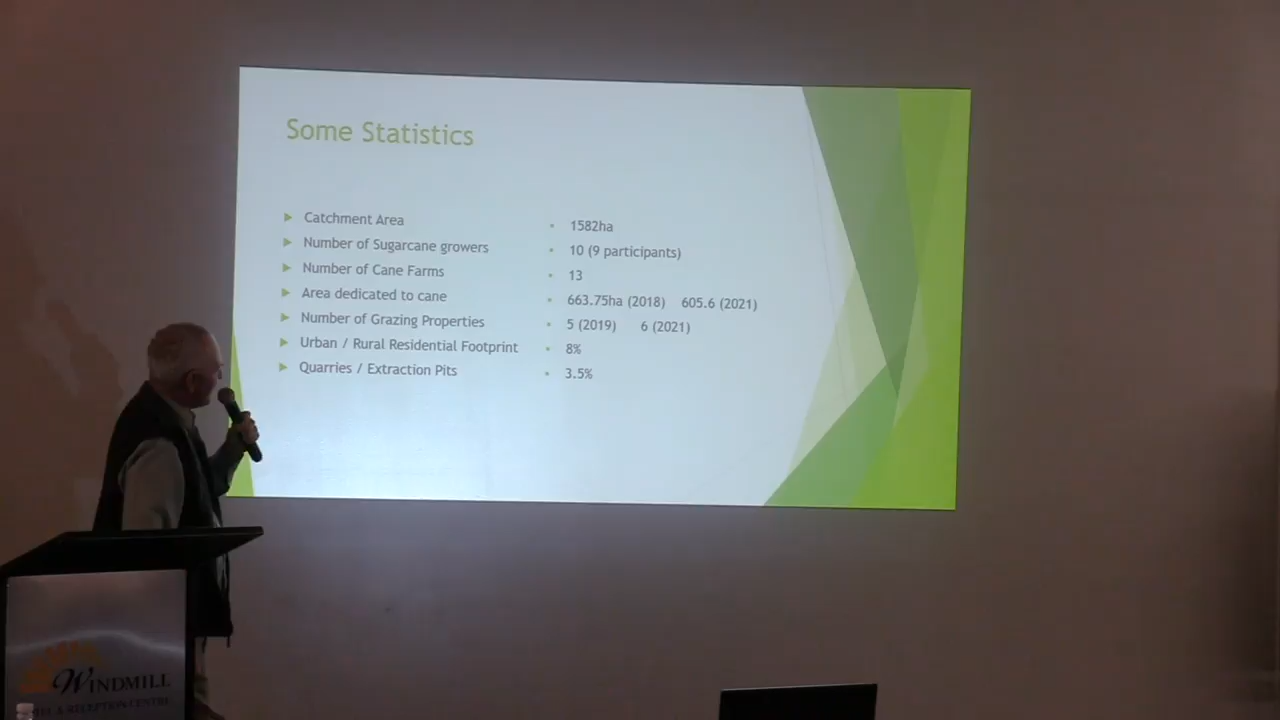 Some Statistics
Catchment Area 1582ha
Number of Sugarcane growers 10 (9 participants)
Number of Cane Farms 13
Area dedicated to cane 663.75ha (2018) 605.6 (2021)
Number of Grazing Properties 5 (2019) 6 (2021)
Urban / Rural Residential Footprint 8%
Quarries / Extraction Pits 3.5%
WINDMILL
& RECEPTION CENTRE